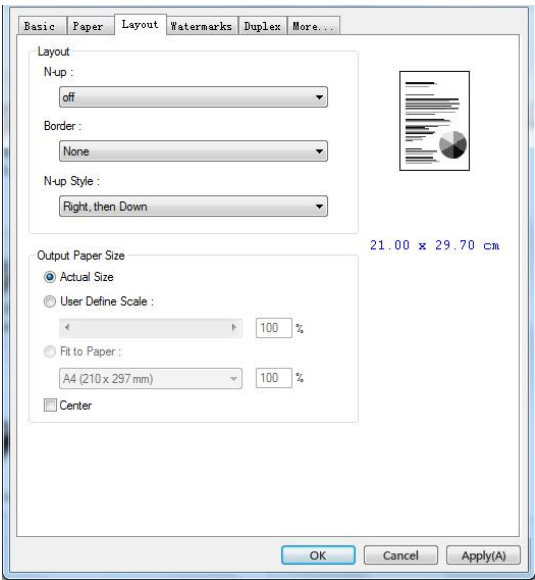 Basic Paper Layout Watermarks Duplex More...
Layout
N-up :
off
Border :
None
N-up Style :
Right, then Down
21.00 x 29.70 cm
Output Paper Size
Actual Size
User Define Scale :
100 %
Fit to Paper :
A4 (210 x 297 mm) 100 %
Center
OK Cancel Apply(A)